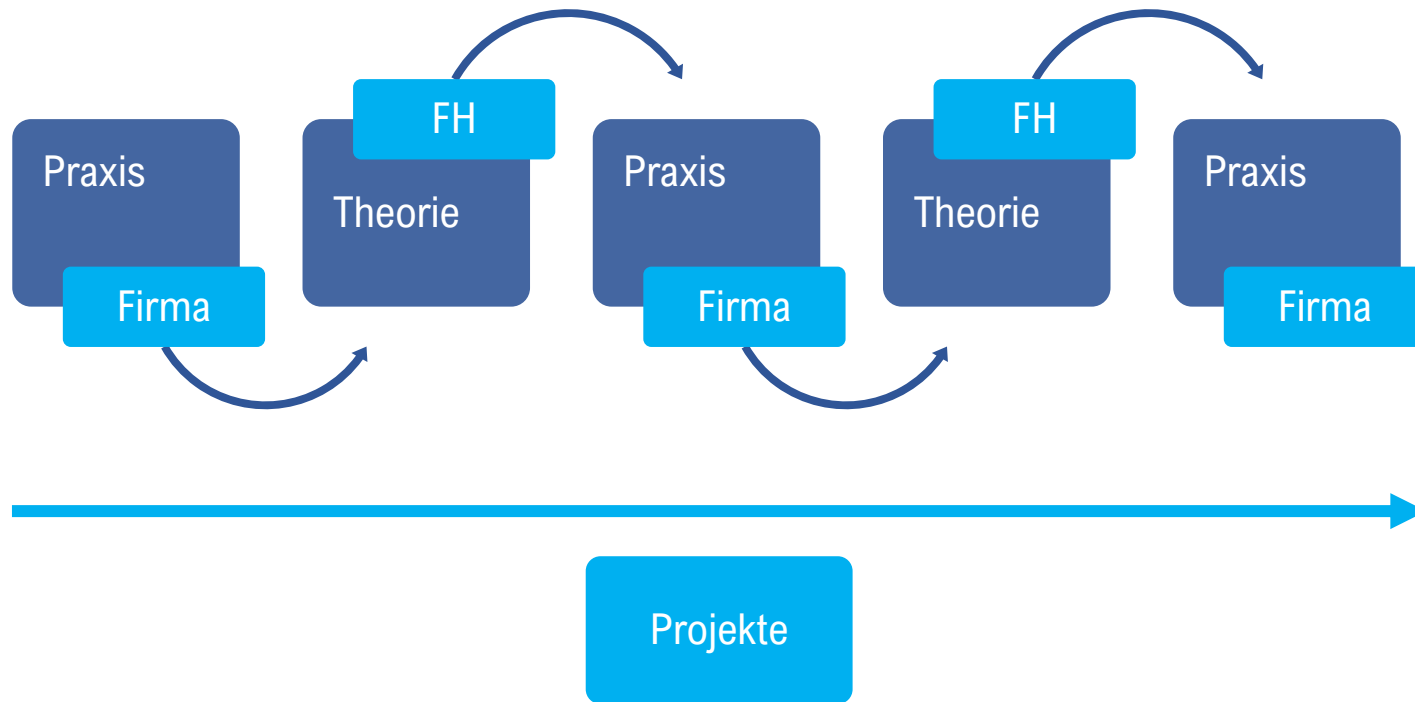 FH
FH
Praxis
Theorie
Praxis
Theorie
Praxis
Firma
Firma
Firma
Projekte